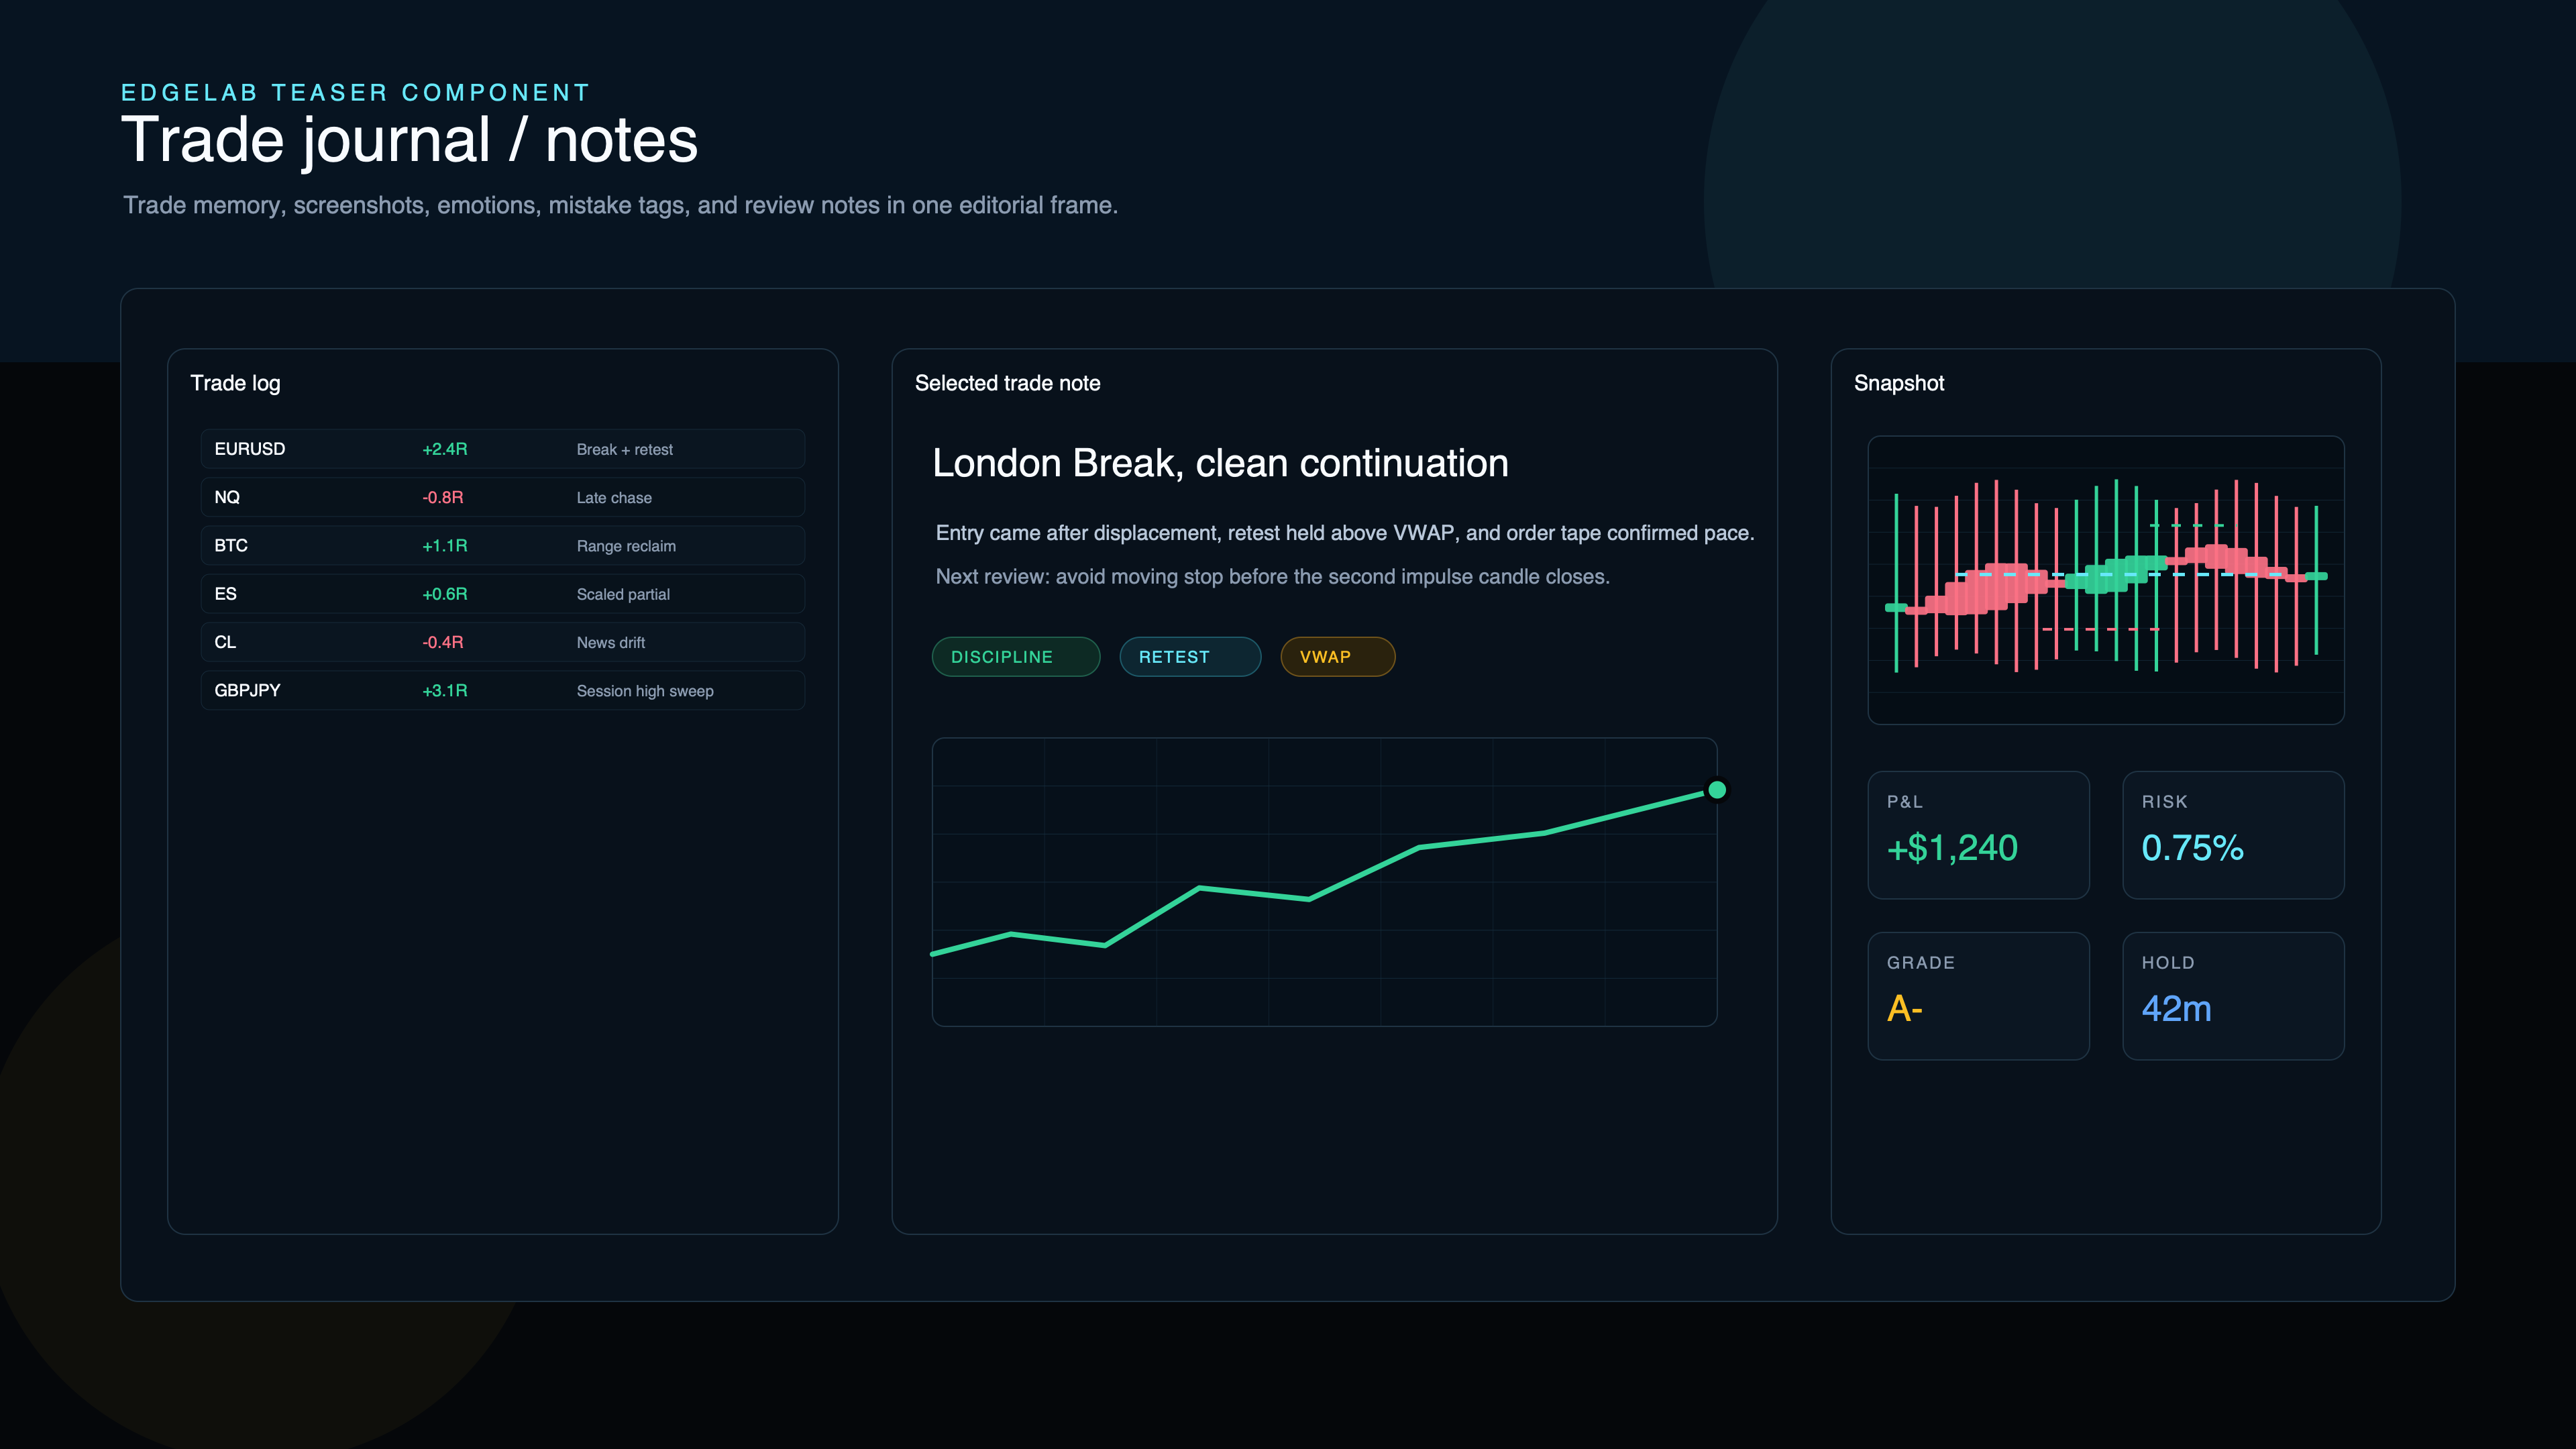 EDGELAB TEASER COMPONENT
Trade journal / notes
Trade memory, screenshots, emotions, mistake tags, and review notes in one editorial frame.
Trade log
EURUSD +2.4R Break + retest
NQ -0.8R Late chase
BTC +1.1R Range reclaim
ES +0.6R Scaled partial
CL -0.4R News drift
GBPJPY +3.1R Session high sweep
Selected trade note
London Break, clean continuation
Entry came after displacement, retest held above VWAP, and order tape confirmed pace.
Next review: avoid moving stop before the second impulse candle closes.
DISCIPLINE RETEST VWAP
Snapshot
P&L RISK
+$1,240 0.75%
GRADE HOLD
A- 42m